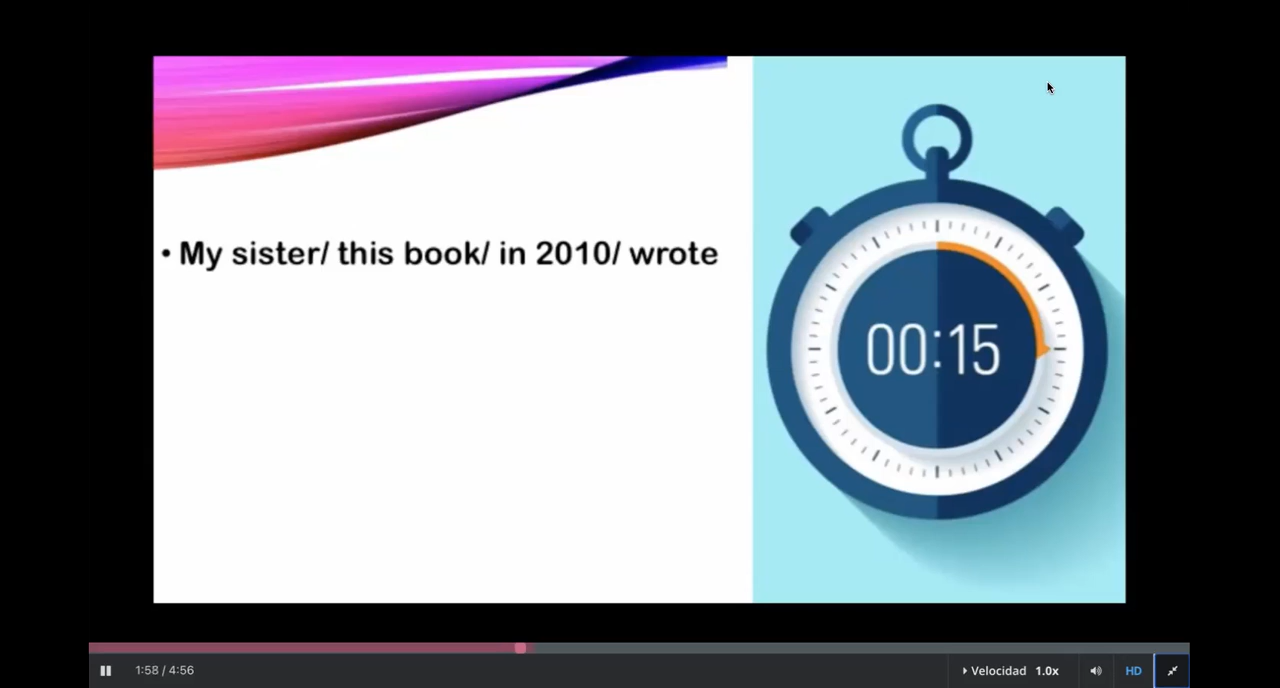 • My sister/ this book/ in 2010/ wrote
00:15
1:58 / 4:56
Velocidad 1.0x
HD